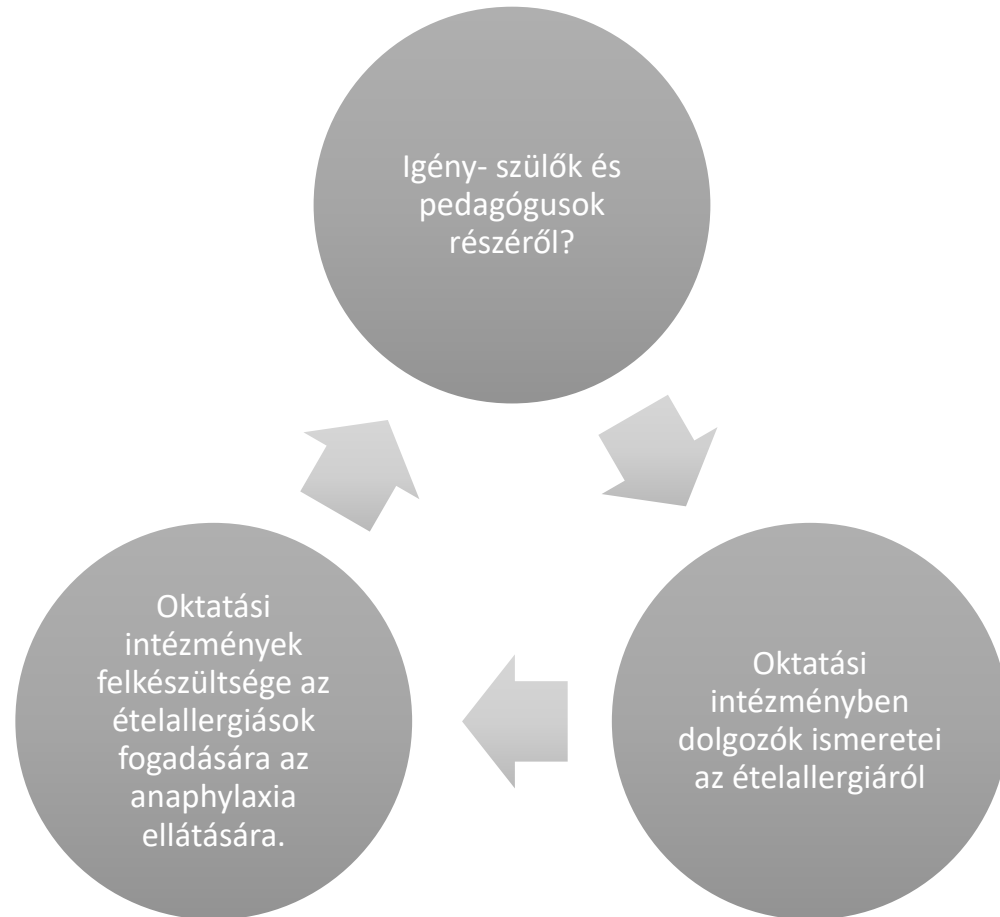 Igény- szülők és
pedagógusok
részéről?
Oktatási
intézményben
dolgozók ismeretei
az ételallergiáról
Oktatási
intézmények
felkészültsége az
ételallergiások
fogadására az
anaphylaxia
ellátására.